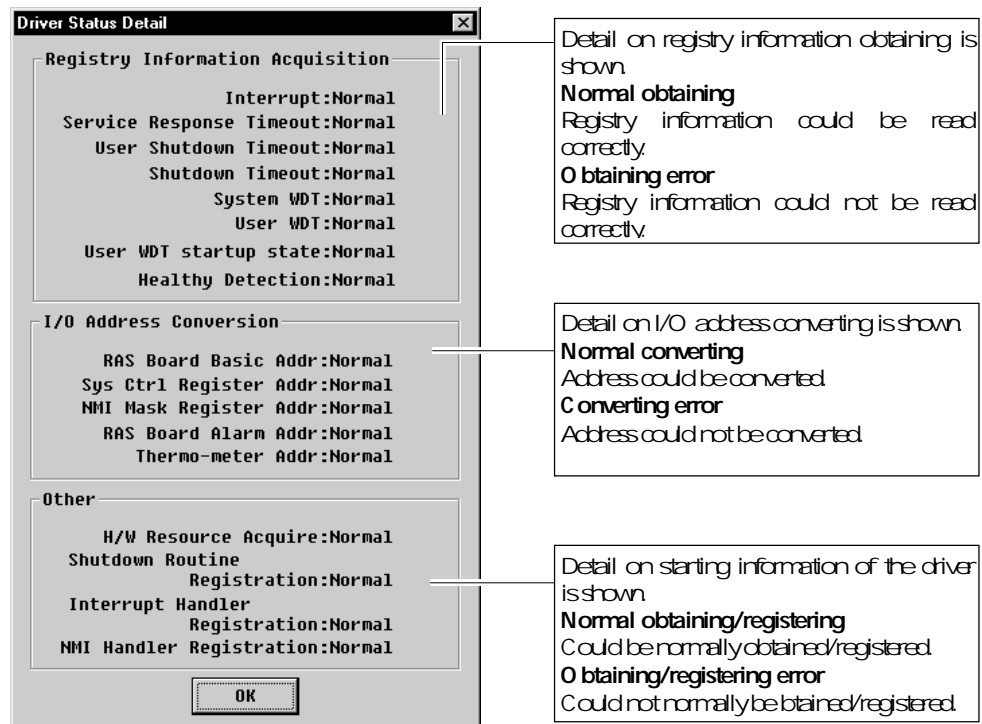 Driver Status Detail
Registry Information Acquisition
Interrupt:Normal
Service Response Timeout:Normal
User Shutdown Timeout:Normal
Shutdown Timeout:Normal
System WDT:Normal
User WDT:Normal
User WDT startup state:Normal
Healthy Detection:Normal
I/O Address Conversion
RAS Board Basic Addr:Normal
Sys Ctrl Register Addr:Normal
NMI Mask Register Addr:Normal
RAS Board Alarm Addr:Normal
Thermo-meter Addr:Normal
Other
H/W Resource Acquire:Normal
Shutdown Routine
Registration:Normal
Interrupt Handler
Registration:Normal
NMI Handler Registration:Normal
OK
Detail on registry information obtaining is
shown.
Normal obtaining
Registry information could be read
correctly.
Obtaining error
Registry information could not be read
correctly.
Detail on I/O address converting is shown.
Normal converting
Address could be converted.
Converting error
Address could not be converted.
Detail on starting information of the driver
is shown.
Normal obtaining/registering
Could be normally obtained/registered.
Obtaining/registering error
Could not normally be btained/registered.